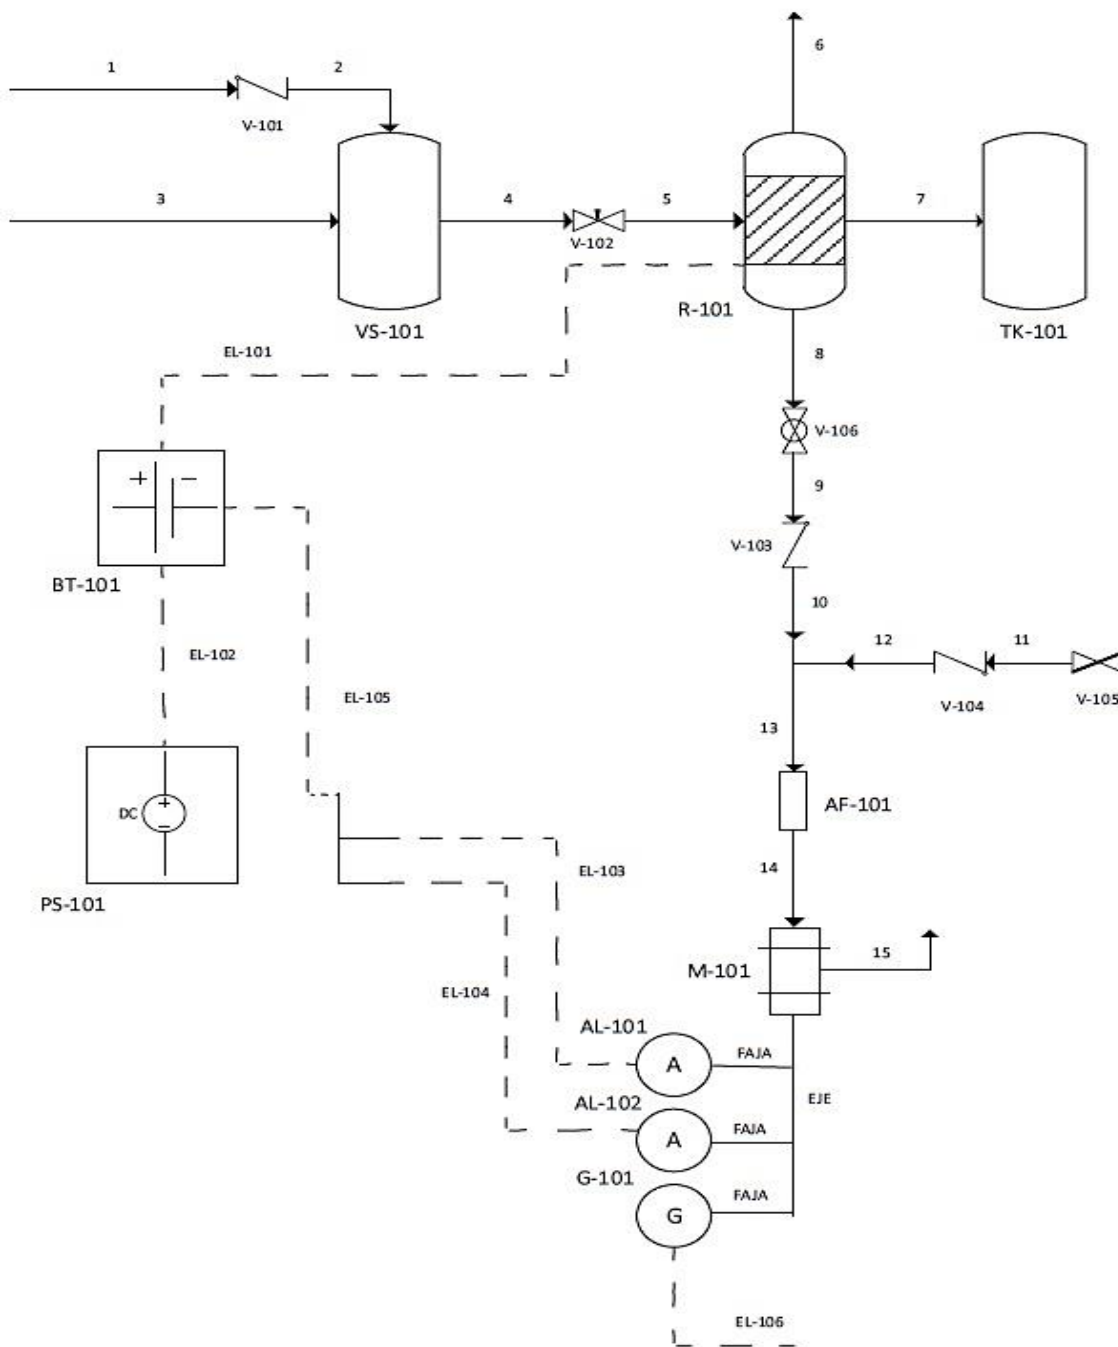 6
1
2
V-101
3
4
5
7
V-102
R-101
VS-101
TK-101
EL-101
8
V-106
+
−
9
V-103
BT-101
10
12
11
EL-102
EL-105
V-104
V-105
13
DC
+
−
AF-101
EL-103
14
PS-101
15
M-101
EL-104
AL-101
A
FAJA
EJE
AL-102
A
FAJA
G-101
FAJA
G
EL-106